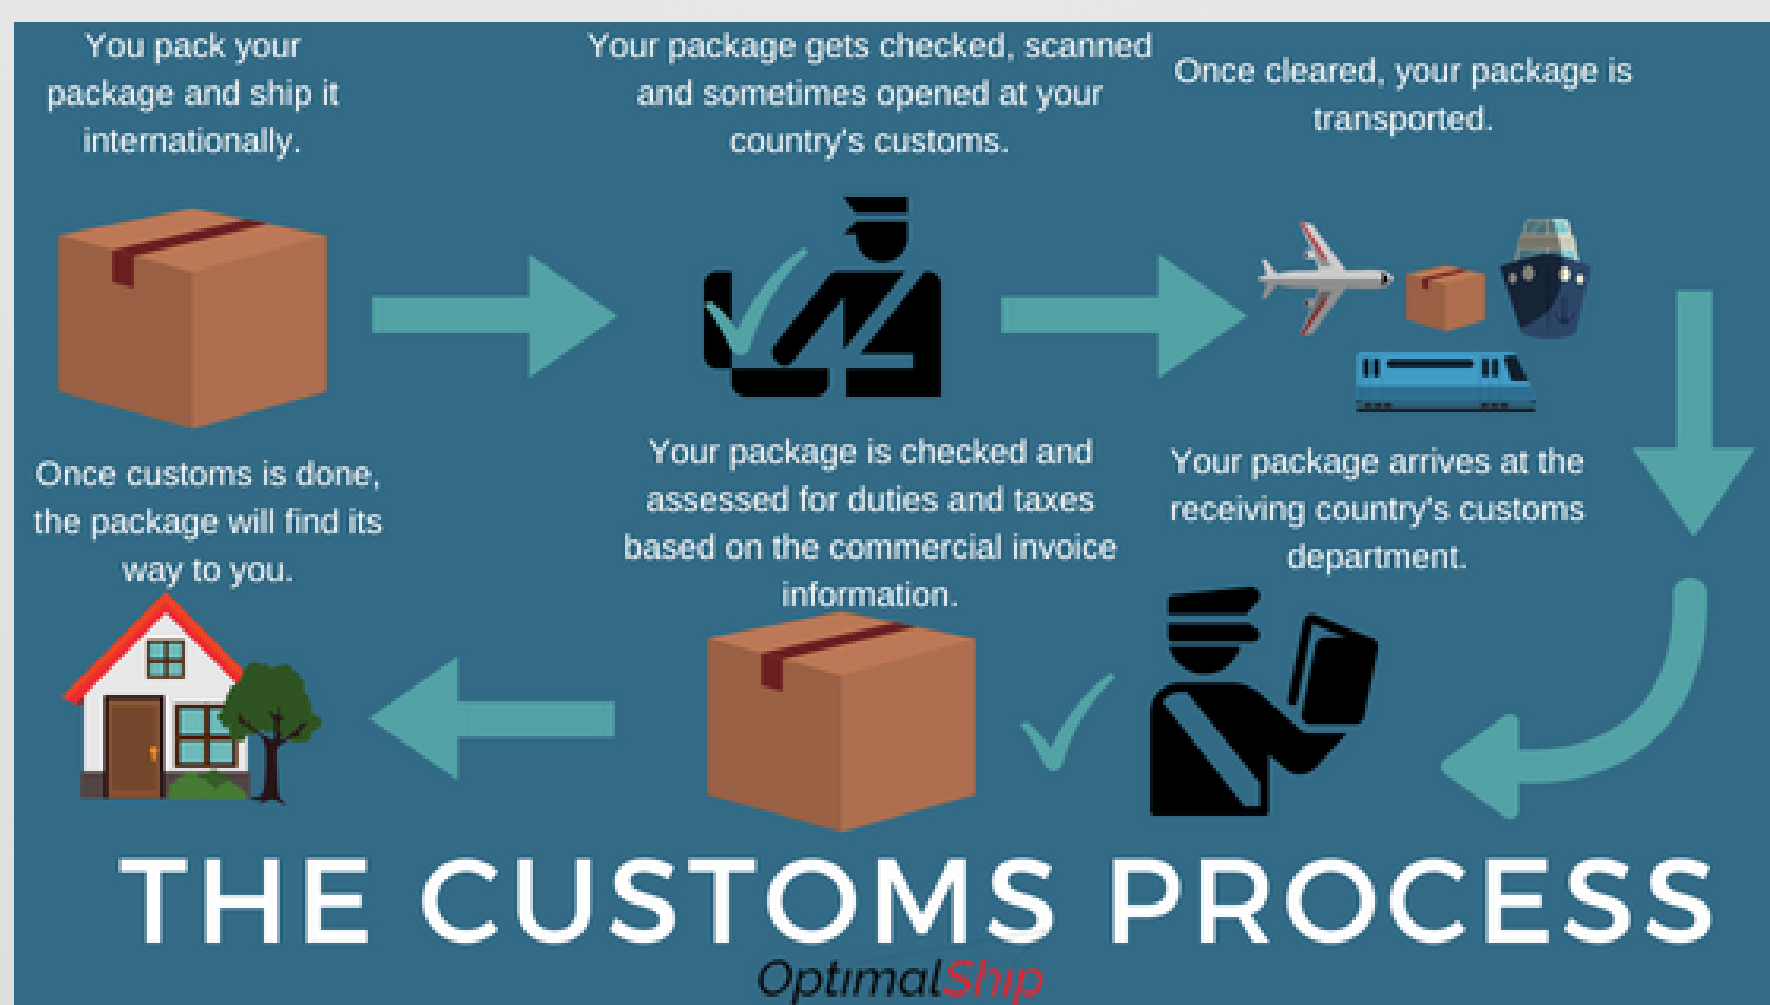 You pack your
package and ship it
internationally.
Your package gets checked, scanned
and sometimes opened at your
country's customs.
Once cleared, your package is
transported.
Your package arrives at the
receiving country's customs
department.
Your package is checked and
assessed for duties and taxes
based on the commercial invoice
information.
Once customs is done,
the package will find its
way to you.
THE CUSTOMS PROCESS
OptimalShip